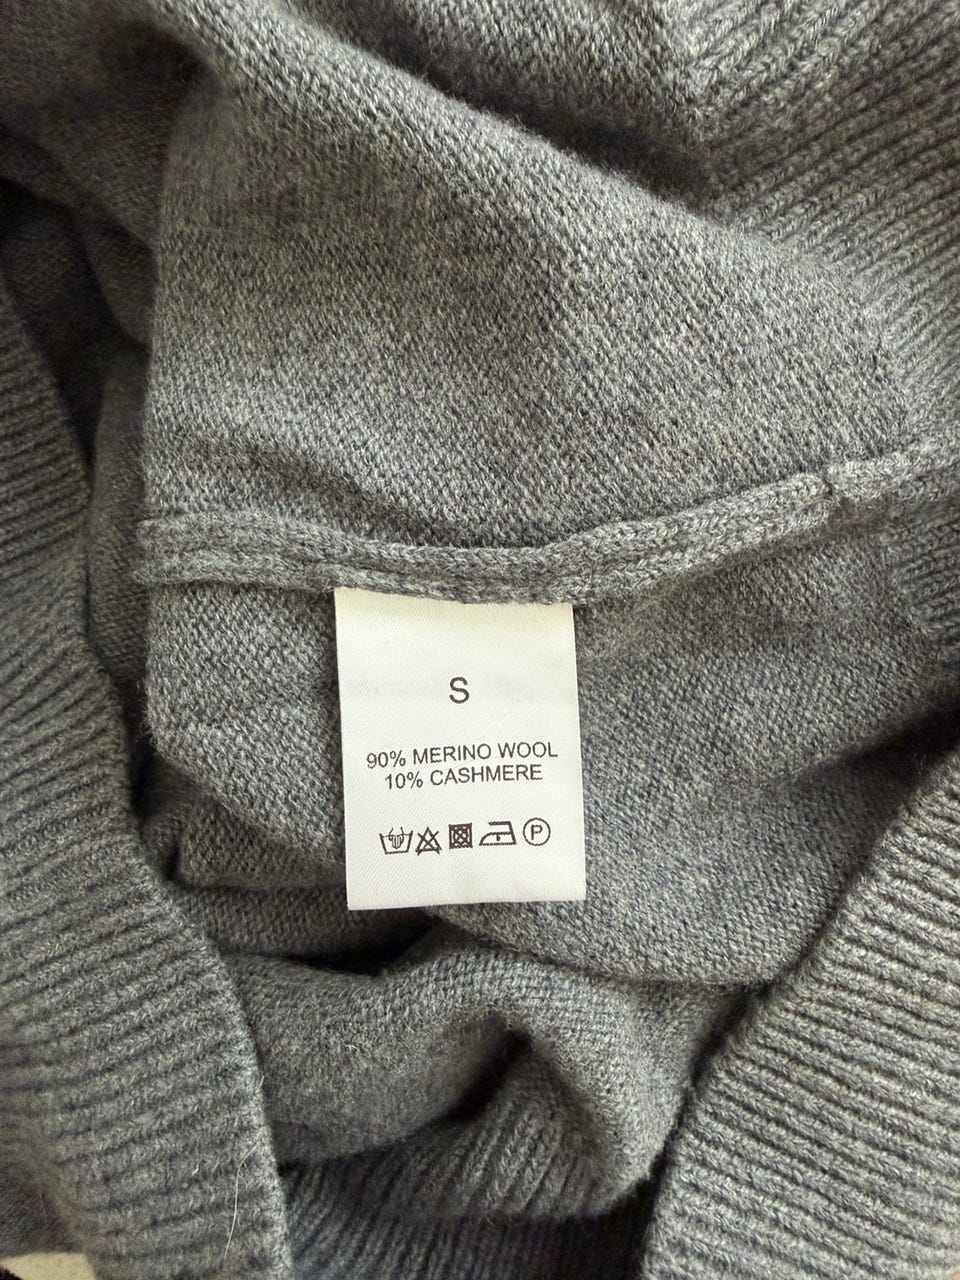 S
90% MERINO WOOL
10% CASHMERE
P